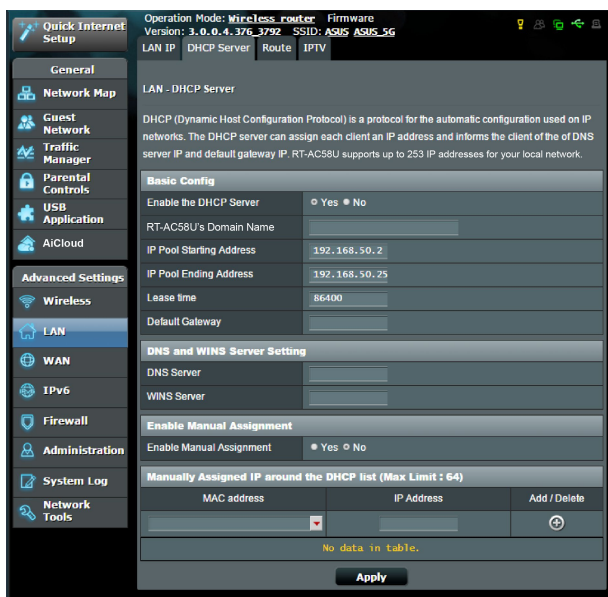 Quick Internet
Setup
General
Network Map
Guest
Network
Traffic
Manager
Parental
Controls
USB
Application
AiCloud
Advanced Settings
Wireless
LAN
WAN
IPv6
Firewall
Administration
System Log
Network
Tools
Operation Mode: Wireless router Firmware
Version: 3.0.0.4.376_3792 SSID: ASUS ASUS_5G
LAN IP DHCP Server Route IPTV
LAN - DHCP Server
DHCP (Dynamic Host Configuration Protocol) is a protocol for the automatic configuration used on IP
networks. The DHCP server can assign each client an IP address and informs the client of the of DNS
server IP and default gateway IP. RT-AC58U supports up to 253 IP addresses for your local network.
Basic Config
Enable the DHCP Server Yes No
RT-AC58U's Domain Name
IP Pool Starting Address 192.168.50.2
IP Pool Ending Address 192.168.50.25
Lease time 86400
Default Gateway
DNS and WINS Server Setting
DNS Server
WINS Server
Enable Manual Assignment
Enable Manual Assignment Yes No
Manually Assigned IP around the DHCP list (Max Limit : 64)
MAC address IP Address Add / Delete
No data in table.
Apply